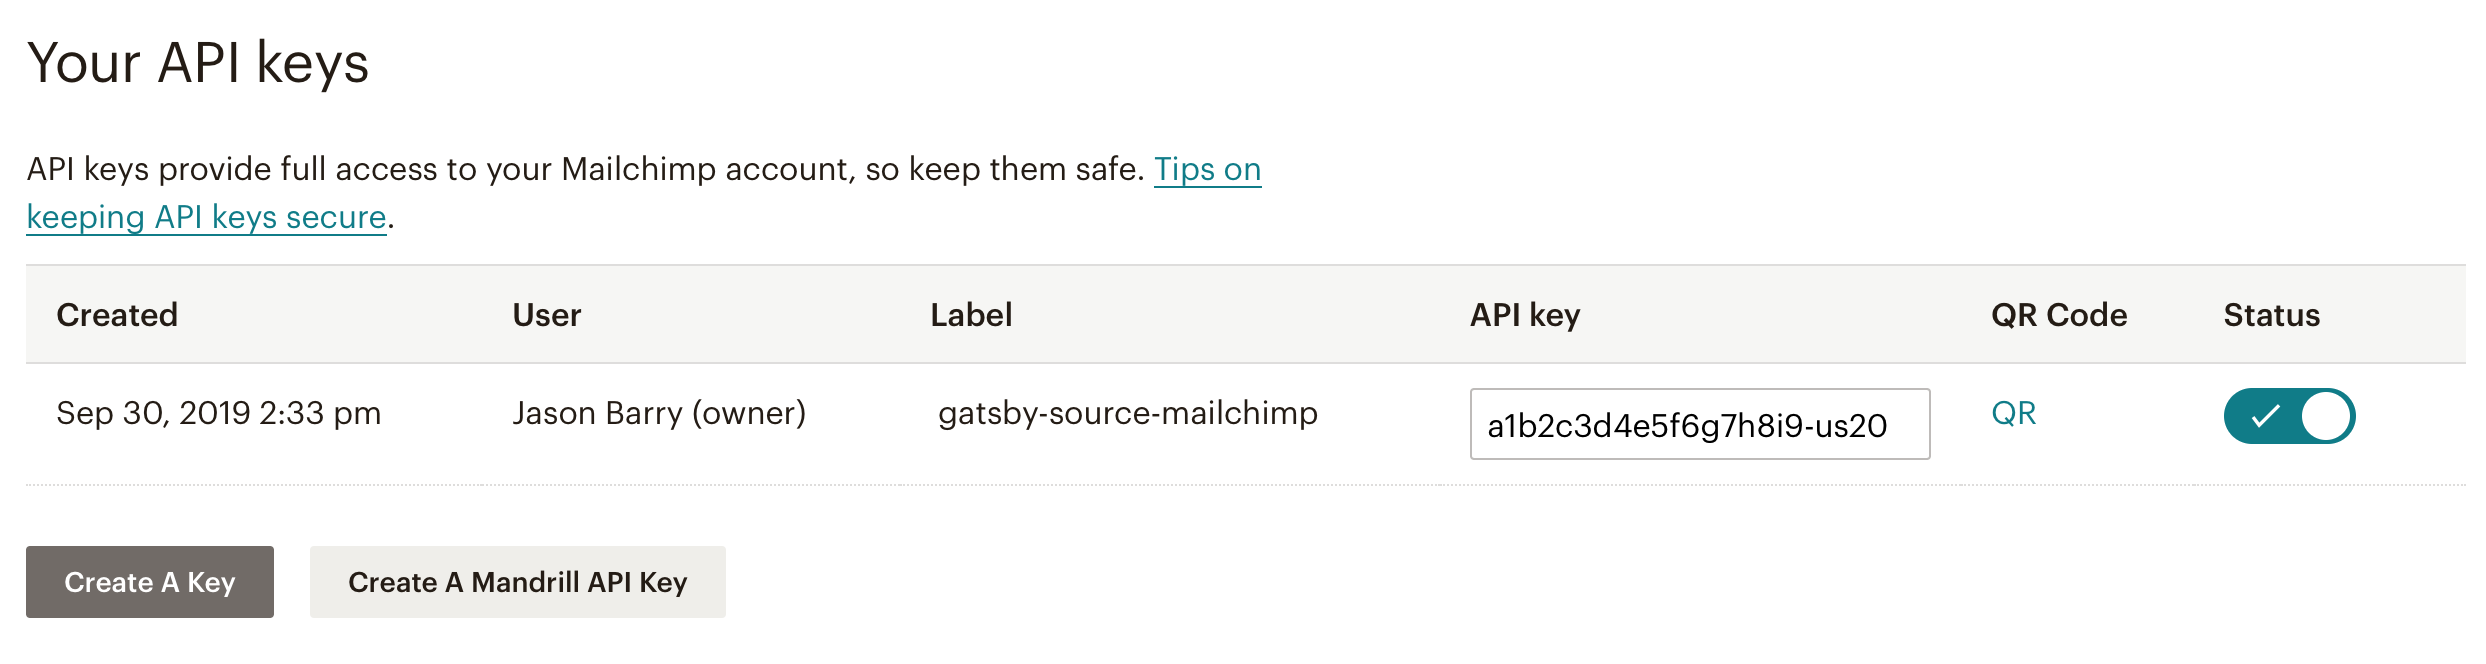 Your API keys
API keys provide full access to your Mailchimp account, so keep them safe. Tips on
keeping API keys secure.
Created User Label API key QR Code Status
Sep 30, 2019 2:33 pm Jason Barry (owner) gatsby-source-mailchimp a1b2c3d4e5f6g7h8i9-us20 QR
Create A Key Create A Mandrill API Key